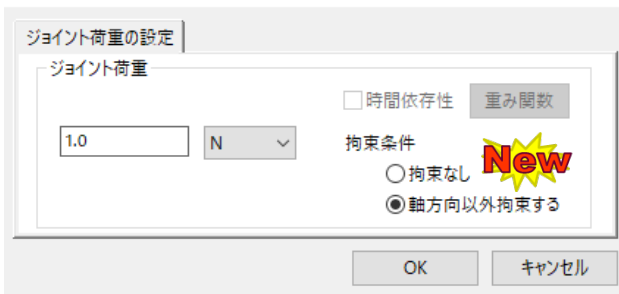 ジョイント荷重の設定
ジョイント荷重
時間依存性 重み関数
1.0 N
拘束条件
拘束なし New
軸方向以外拘束する
OK キャンセル